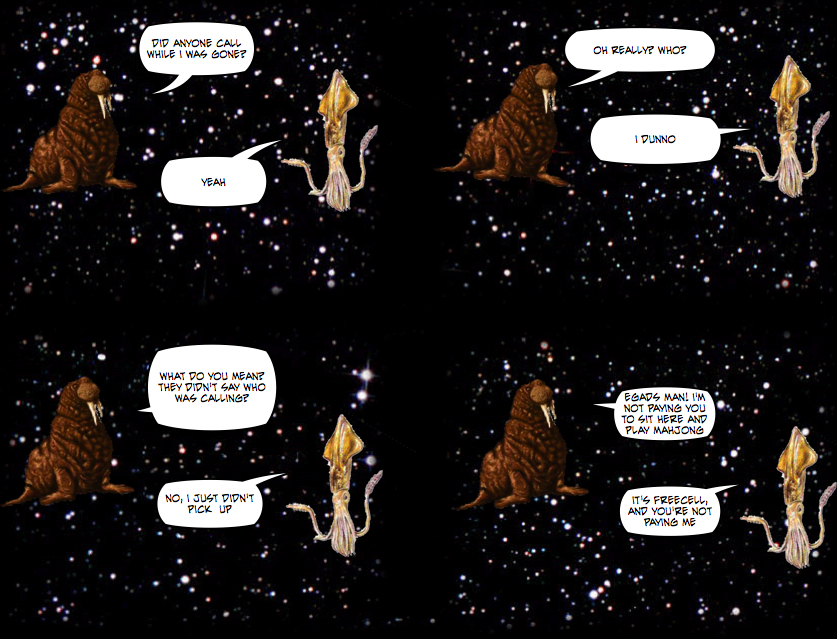 DID ANYONE CALL
WHILE I WAS GONE?
YEAH
OH REALLY? WHO?
I DUNNO
WHAT DO YOU MEAN?
THEY DIDN'T SAY WHO
WAS CALLING?
NO, I JUST DIDN'T
PICK UP
EGADS MAN! I'M
NOT PAYING YOU
TO SIT HERE AND
PLAY MAHJONG
IT'S FREECELL,
AND YOU'RE NOT
PAYING ME